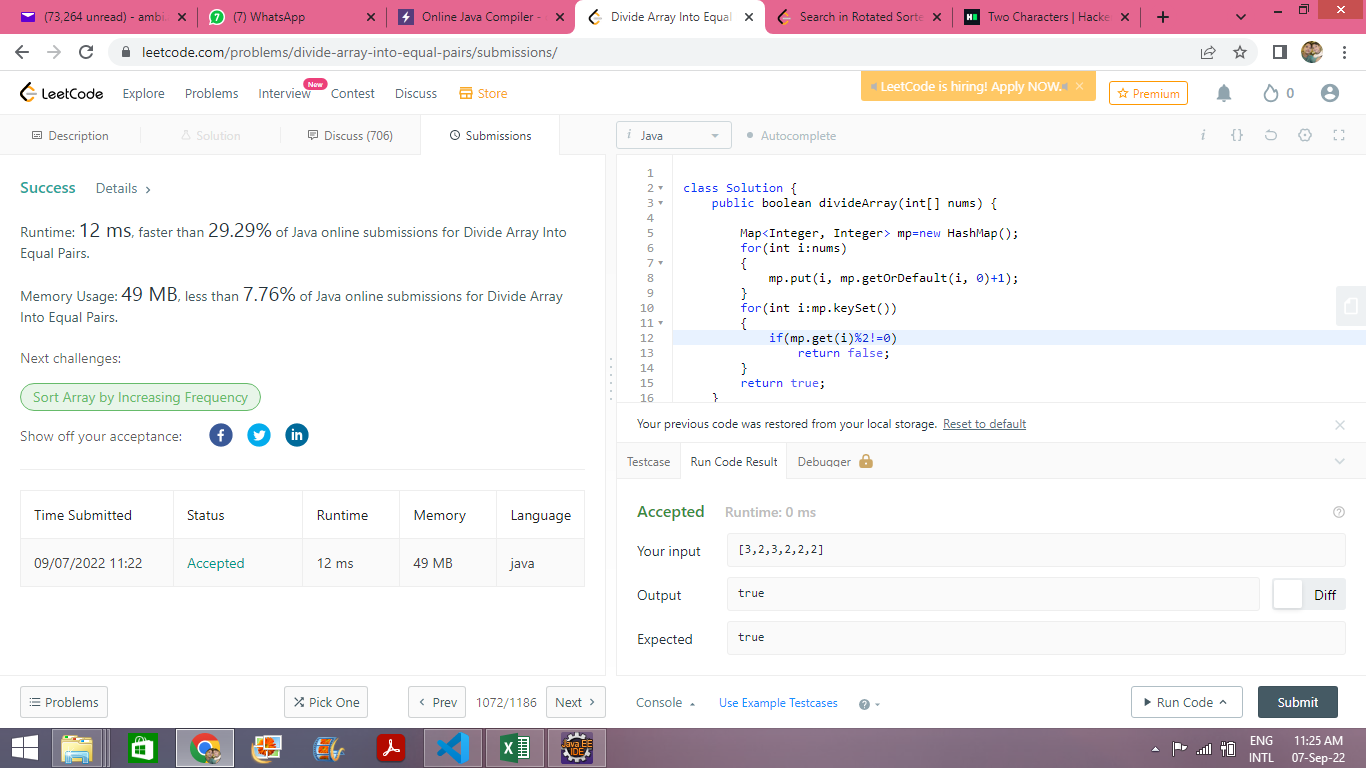 (73,264 unread) - ambi
(7) WhatsApp
Online Java Compiler -
Divide Array Into Equal
Search in Rotated Sorte
Two Characters | Hacke
leetcode.com/problems/divide-array-into-equal-pairs/submissions/
LeetCode
Explore
Problems
Interview
New
Contest
Discuss
Store
LeetCode is hiring! Apply NOW.
Premium
0
Description
Solution
Discuss (706)
Submissions
i Java
Autocomplete
Success
Details
Runtime: 12 ms, faster than 29.29% of Java online submissions for Divide Array Into
Equal Pairs.
Memory Usage: 49 MB, less than 7.76% of Java online submissions for Divide Array
Into Equal Pairs.
Next challenges:
Sort Array by Increasing Frequency
Show off your acceptance:
Time Submitted Status Runtime Memory Language
09/07/2022 11:22 Accepted 12 ms 49 MB java
1
2 class Solution {
3 public boolean divideArray(int[] nums) {
4
5 Map<Integer, Integer> mp=new HashMap();
6 for(int i:nums)
7 {
8 mp.put(i, mp.getOrDefault(i, 0)+1);
9 }
10 for(int i:mp.keySet())
11 {
12 if(mp.get(i)%2!=0)
13 return false;
14 }
15 return true;
16 }
Your previous code was restored from your local storage. Reset to default
Testcase
Run Code Result
Debugger
Accepted Runtime: 0 ms
Your input [3,2,3,2,2,2]
Output true
Diff
Expected true
Problems
Pick One
Prev
1072/1186
Next
Console
Use Example Testcases
Run Code
Submit
Java EE
IDE
ENG
INTL
11:25 AM
07-Sep-22